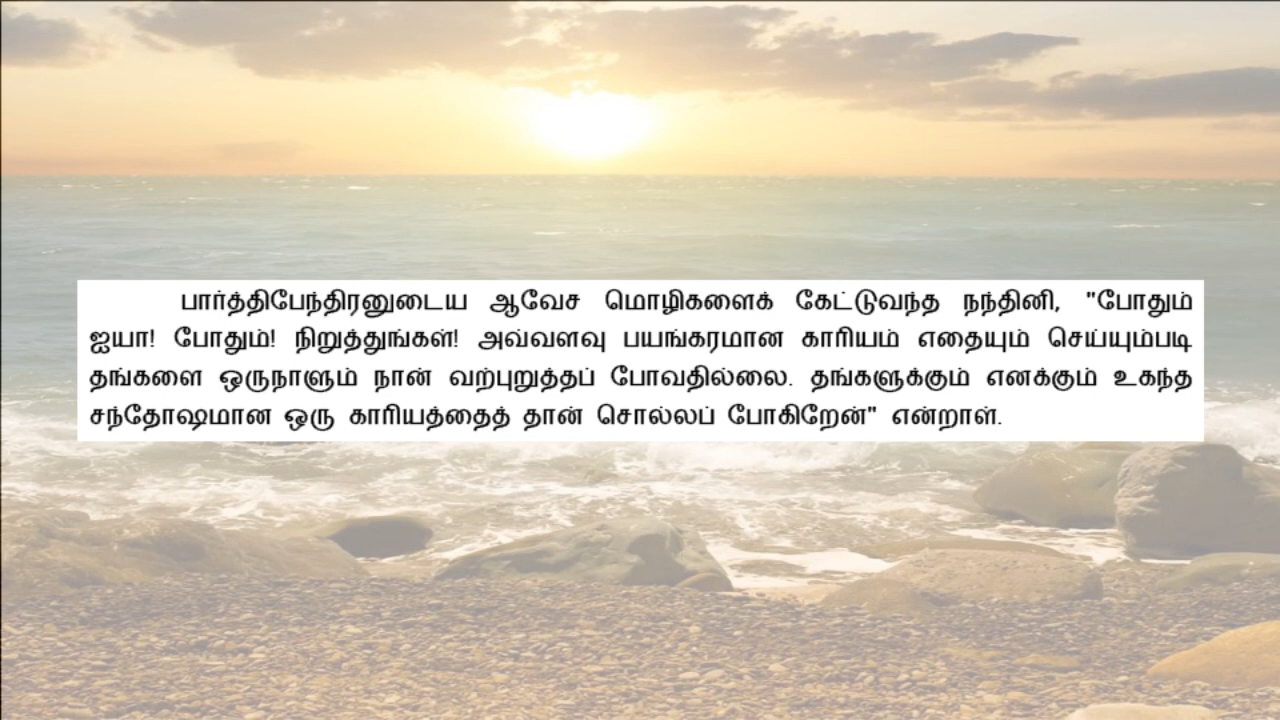 பார்த்திபேந்திரனுடைய ஆவேச மொழிகளைக் கேட்டுவந்த நந்தினி, "போதும்
ஐயா! போதும்! நிறுத்துங்கள்! அவ்வளவு பயங்கரமான காரியம் எதையும் செய்யும்படி
தங்களை ஒருநாளும் நான் வற்புறுத்தப் போவதில்லை. தங்களுக்கும் எனக்கும் உகந்த
சந்தோஷமான ஒரு காரியத்தைத் தான் சொல்லப் போகிறேன்" என்றாள்.